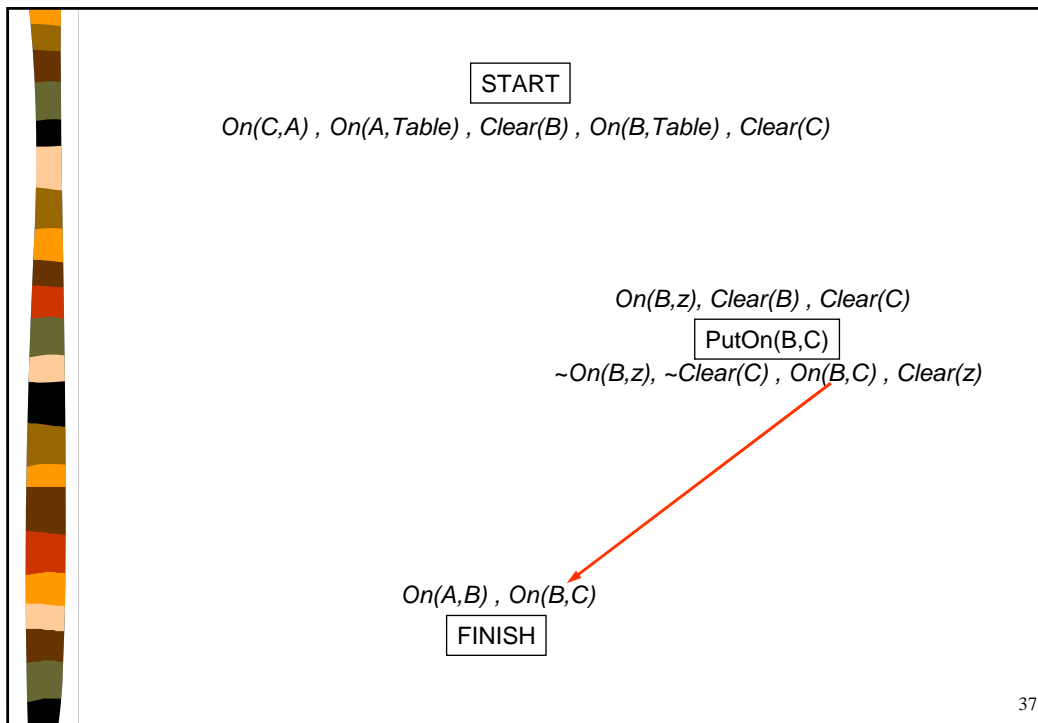 START
On(C,A) , On(A,Table) , Clear(B) , On(B,Table) , Clear(C)
On(B,z), Clear(B) , Clear(C)
PutOn(B,C)
~On(B,z), ~Clear(C) , On(B,C) , Clear(z)
On(A,B) , On(B,C)
FINISH
37